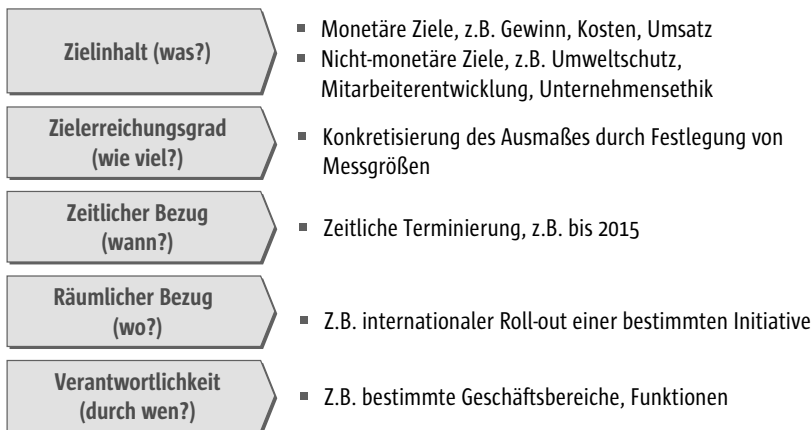 Zielinhalt (was?)
▪ Monetäre Ziele, z.B. Gewinn, Kosten, Umsatz
▪ Nicht-monetäre Ziele, z.B. Umweltschutz,
Mitarbeiterentwicklung, Unternehmensethik
Zielerreichungsgrad
(wie viel?)
▪ Konkretisierung des Ausmaßes durch Festlegung von
Messgrößen
Zeitlicher Bezug
(wann?)
▪ Zeitliche Terminierung, z.B. bis 2015
Räumlicher Bezug
(wo?)
▪ Z.B. internationaler Roll-out einer bestimmten Initiative
Verantwortlichkeit
(durch wen?)
▪ Z.B. bestimmte Geschäftsbereiche, Funktionen